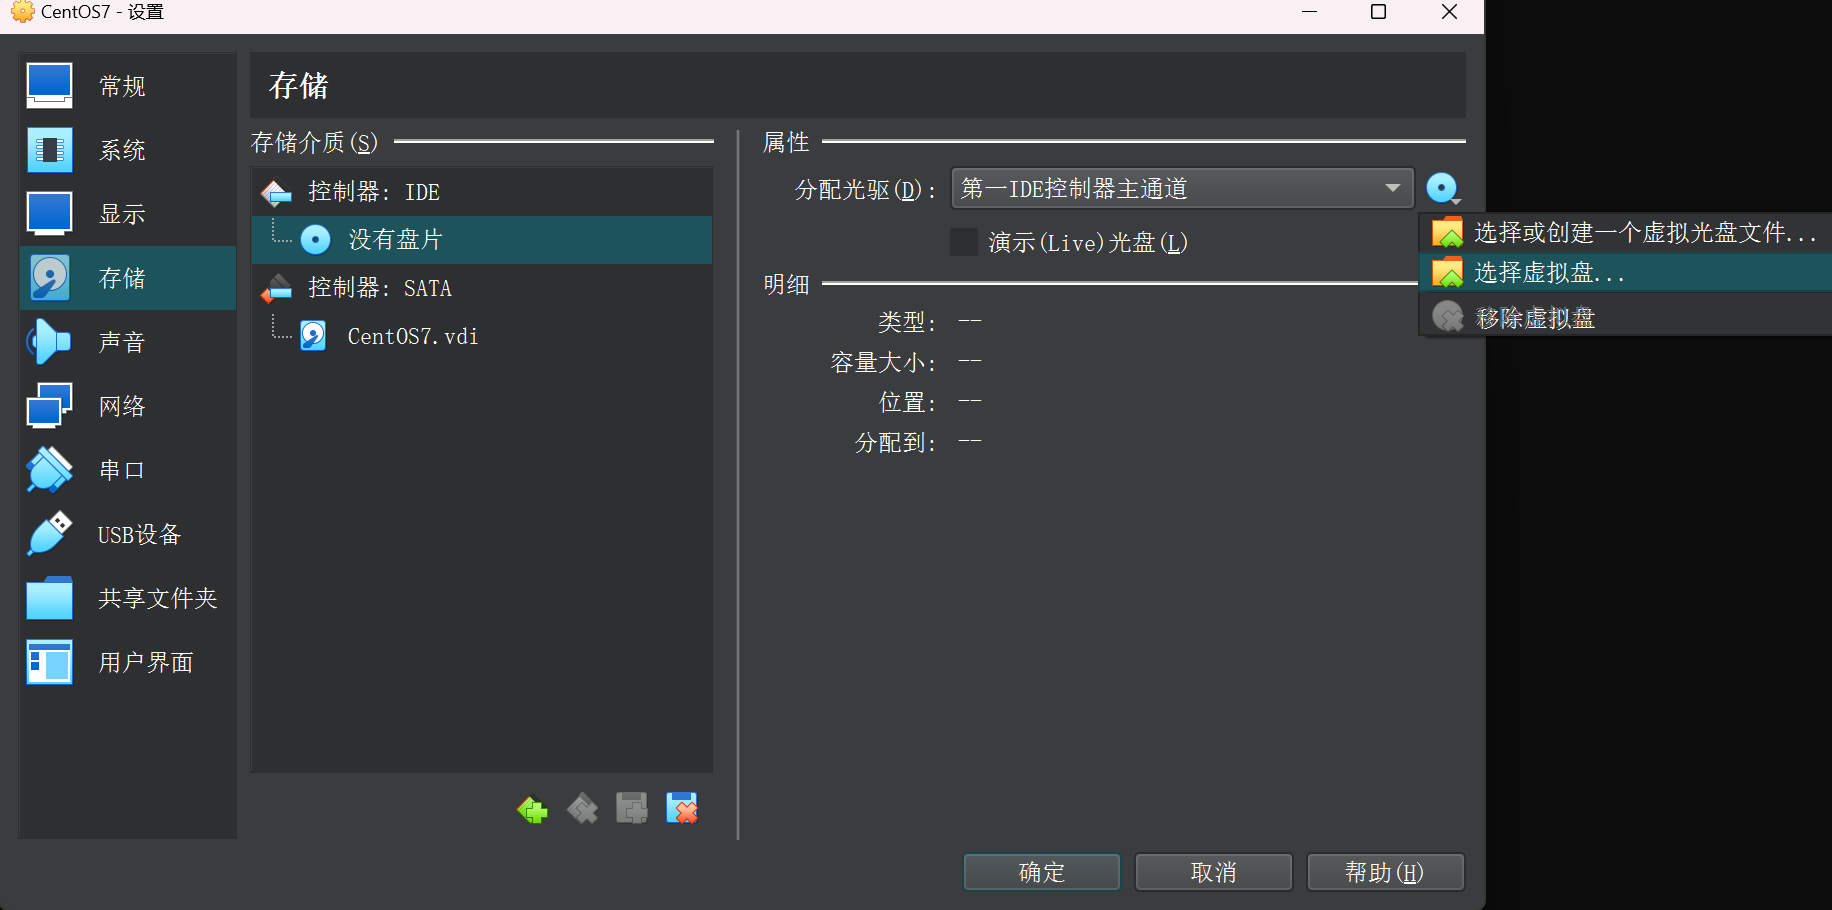 CentOS7 - 设置
常规
系统
显示
存储
声音
网络
串口
USB设备
共享文件夹
用户界面
存储
存储介质(S)
控制器: IDE
没有盘片
控制器: SATA
CentOS7.vdi
属性
分配光驱(D): 第一IDE控制器主通道
演示(Live)光盘(L)
明细
类型: --
容量大小: --
位置: --
分配到: --
选择或创建一个虚拟光盘文件...
选择虚拟盘...
移除虚拟盘
确定
取消
帮助(H)